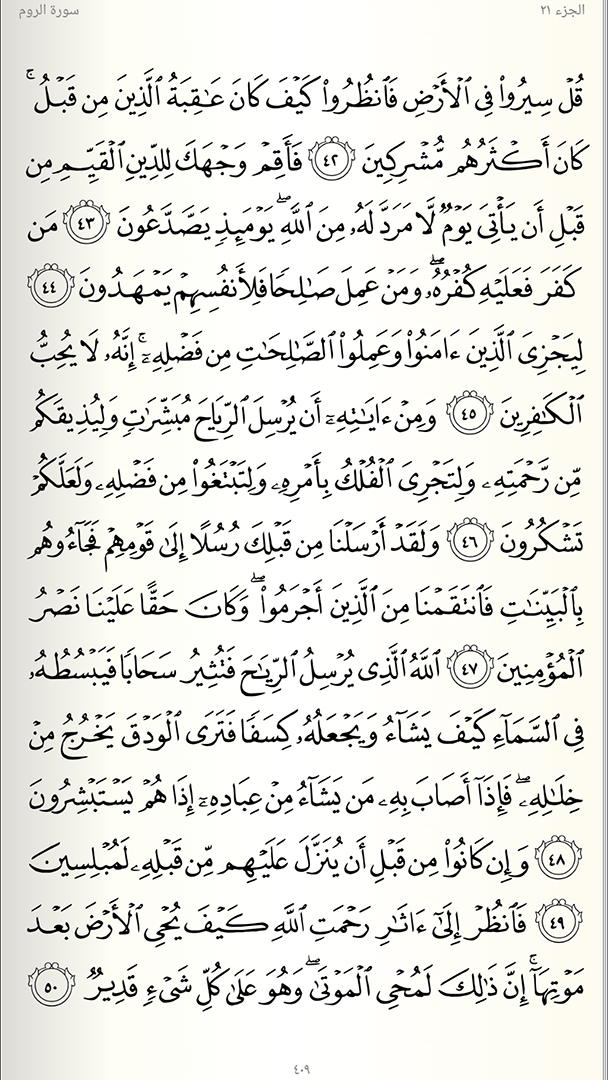 الجزء ٢١
سورة الروم
قُلْ سِيرُوا۟ فِى ٱلْأَرْضِ فَٱنظُرُوا۟ كَيْفَ كَانَ عَـٰقِبَةُ ٱلَّذِينَ مِن قَبْلُ ۚ
كَانَ أَكْثَرُهُم مُّشْرِكِينَ ٤٢ فَأَقِمْ وَجْهَكَ لِلدِّينِ ٱلْقَيِّمِ مِن
قَبْلِ أَن يَأْتِىَ يَوْمٌ لَّا مَرَدَّ لَهُۥ مِنَ ٱللَّهِ ۖ يَوْمَئِذٍ يَصَّدَّعُونَ ٤٣ مَن
كَفَرَ فَعَلَيْهِ كُفْرُهُۥ ۖ وَمَنْ عَمِلَ صَـٰلِحًا فَلِأَنفُسِهِمْ يَمْهَدُونَ ٤٤
لِيَجْزِىَ ٱلَّذِينَ ءَامَنُوا۟ وَعَمِلُوا۟ ٱلصَّـٰلِحَـٰتِ مِن فَضْلِهِۦٓ ۚ إِنَّهُۥ لَا يُحِبُّ
ٱلْكَـٰفِرِينَ ٤٥ وَمِنْ ءَايَـٰتِهِۦٓ أَن يُرْسِلَ ٱلرِّيَاحَ مُبَشِّرَٰتٍ وَلِيُذِيقَكُم
مِّن رَّحْمَتِهِۦ وَلِتَجْرِىَ ٱلْفُلْكُ بِأَمْرِهِۦ وَلِتَبْتَغُوا۟ مِن فَضْلِهِۦ وَلَعَلَّكُمْ
تَشْكُرُونَ ٤٦ وَلَقَدْ أَرْسَلْنَا مِن قَبْلِكَ رُسُلًا إِلَىٰ قَوْمِهِمْ فَجَآءُوهُم
بِٱلْبَيِّنَـٰتِ فَٱنتَقَمْنَا مِنَ ٱلَّذِينَ أَجْرَمُوا۟ ۖ وَكَانَ حَقًّا عَلَيْنَا نَصْرُ
ٱلْمُؤْمِنِينَ ٤٧ ٱللَّهُ ٱلَّذِى يُرْسِلُ ٱلرِّيَـٰحَ فَتُثِيرُ سَحَابًا فَيَبْسُطُهُۥ
فِى ٱلسَّمَآءِ كَيْفَ يَشَآءُ وَيَجْعَلُهُۥ كِسَفًا فَتَرَى ٱلْوَدْقَ يَخْرُجُ مِنْ
خِلَـٰلِهِۦ ۖ فَإِذَآ أَصَابَ بِهِۦ مَن يَشَآءُ مِنْ عِبَادِهِۦٓ إِذَا هُمْ يَسْتَبْشِرُونَ
٤٨ وَإِن كَانُوا۟ مِن قَبْلِ أَن يُنَزَّلَ عَلَيْهِم مِّن قَبْلِهِۦ لَمُبْلِسِينَ
٤٩ فَٱنظُرْ إِلَىٰٓ ءَاثَـٰرِ رَحْمَتِ ٱللَّهِ كَيْفَ يُحْىِ ٱلْأَرْضَ بَعْدَ
مَوْتِهَآ ۚ إِنَّ ذَٰلِكَ لَمُحْىِ ٱلْمَوْتَىٰ ۖ وَهُوَ عَلَىٰ كُلِّ شَىْءٍ قَدِيرٌ ٥٠
٤٠٩